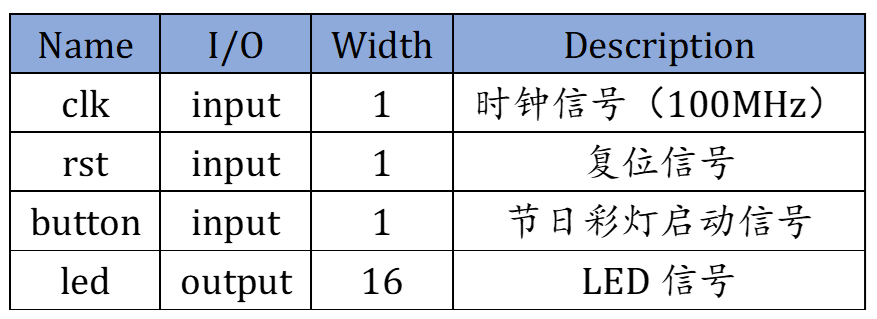 Name I/O Width Description
clk input 1 时钟信号（100MHz）
rst input 1 复位信号
button input 1 节日彩灯启动信号
led output 16 LED 信号